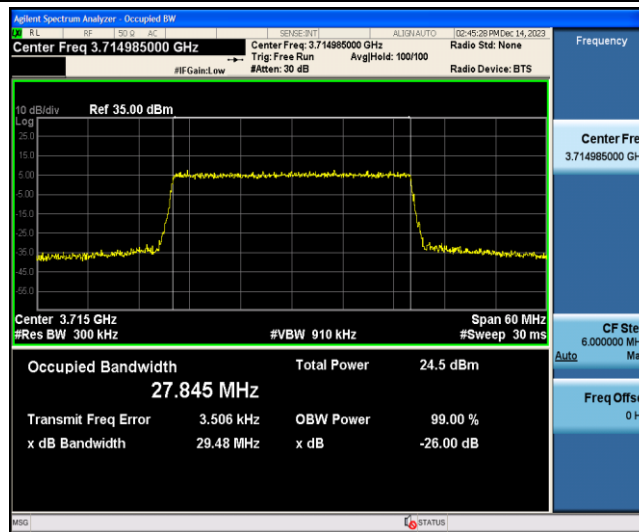 Agilent Spectrum Analyzer - Occupied BW
RL RF 50 Ω AC SENSE:INT ALIGN AUTO 02:45:28 PM Dec 14, 2023
Center Freq 3.714985000 GHz
Center Freq: 3.714985000 GHz
Radio Std: None
Trig: Free Run Avg|Hold: 100/100
#IFGain:Low #Atten: 30 dB Radio Device: BTS
10 dB/div Ref 35.00 dBm
Log
25.0
15.0
5.00
-5.00
-15.0
-25.0
-35.0
-45.0
-55.0
Center 3.715 GHz Span 60 MHz
#Res BW 300 kHz #VBW 910 kHz #Sweep 30 ms
Occupied Bandwidth Total Power 24.5 dBm
27.845 MHz
Transmit Freq Error 3.506 kHz OBW Power 99.00 %
x dB Bandwidth 29.48 MHz x dB -26.00 dB
MSG STATUS
Frequency
Center Fre
3.714985000 GH
CF Ste
6.000000 MH
Auto Ma
Freq Offse
0 H